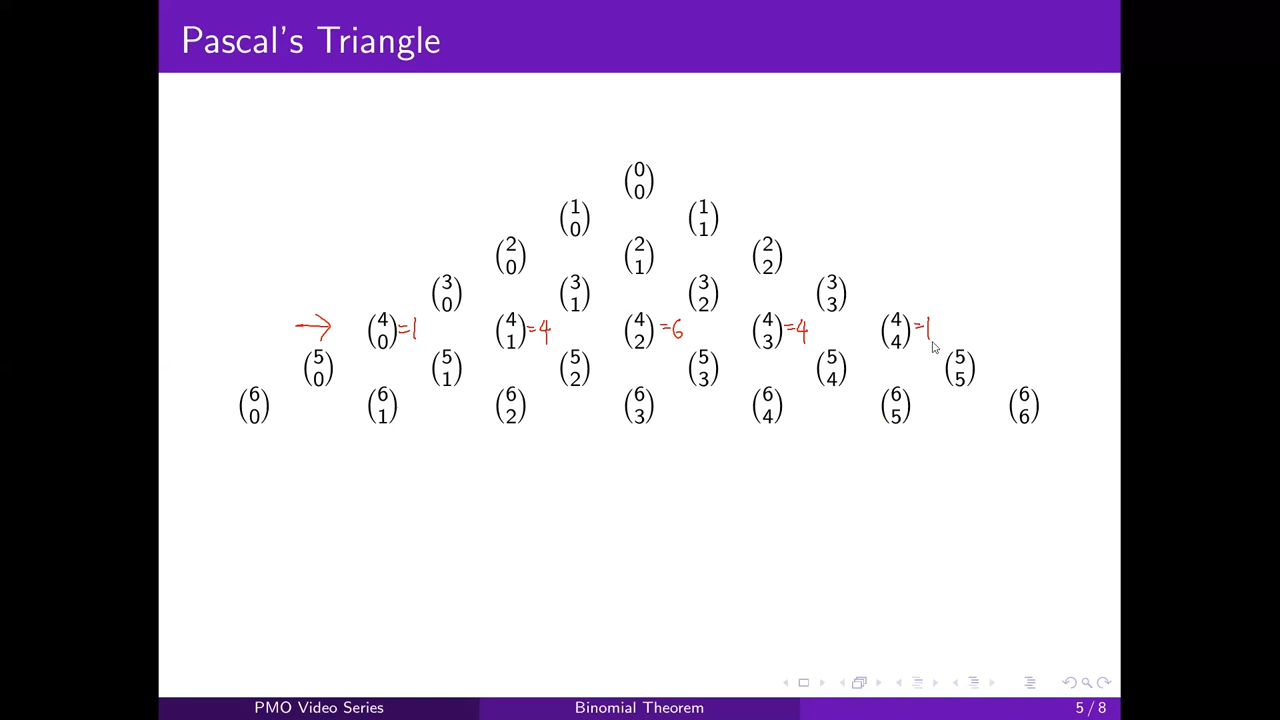 Pascal's Triangle
(0 0)
(1 0) (1 1)
(2 0) (2 1) (2 2)
(3 0) (3 1) (3 2) (3 3)
→ (4 0) =1 (4 1) =4 (4 2) =6 (4 3) =4 (4 4) =1
(5 0) (5 1) (5 2) (5 3) (5 4) (5 5)
(6 0) (6 1) (6 2) (6 3) (6 4) (6 5) (6 6)
PMO Video Series Binomial Theorem 5 / 8